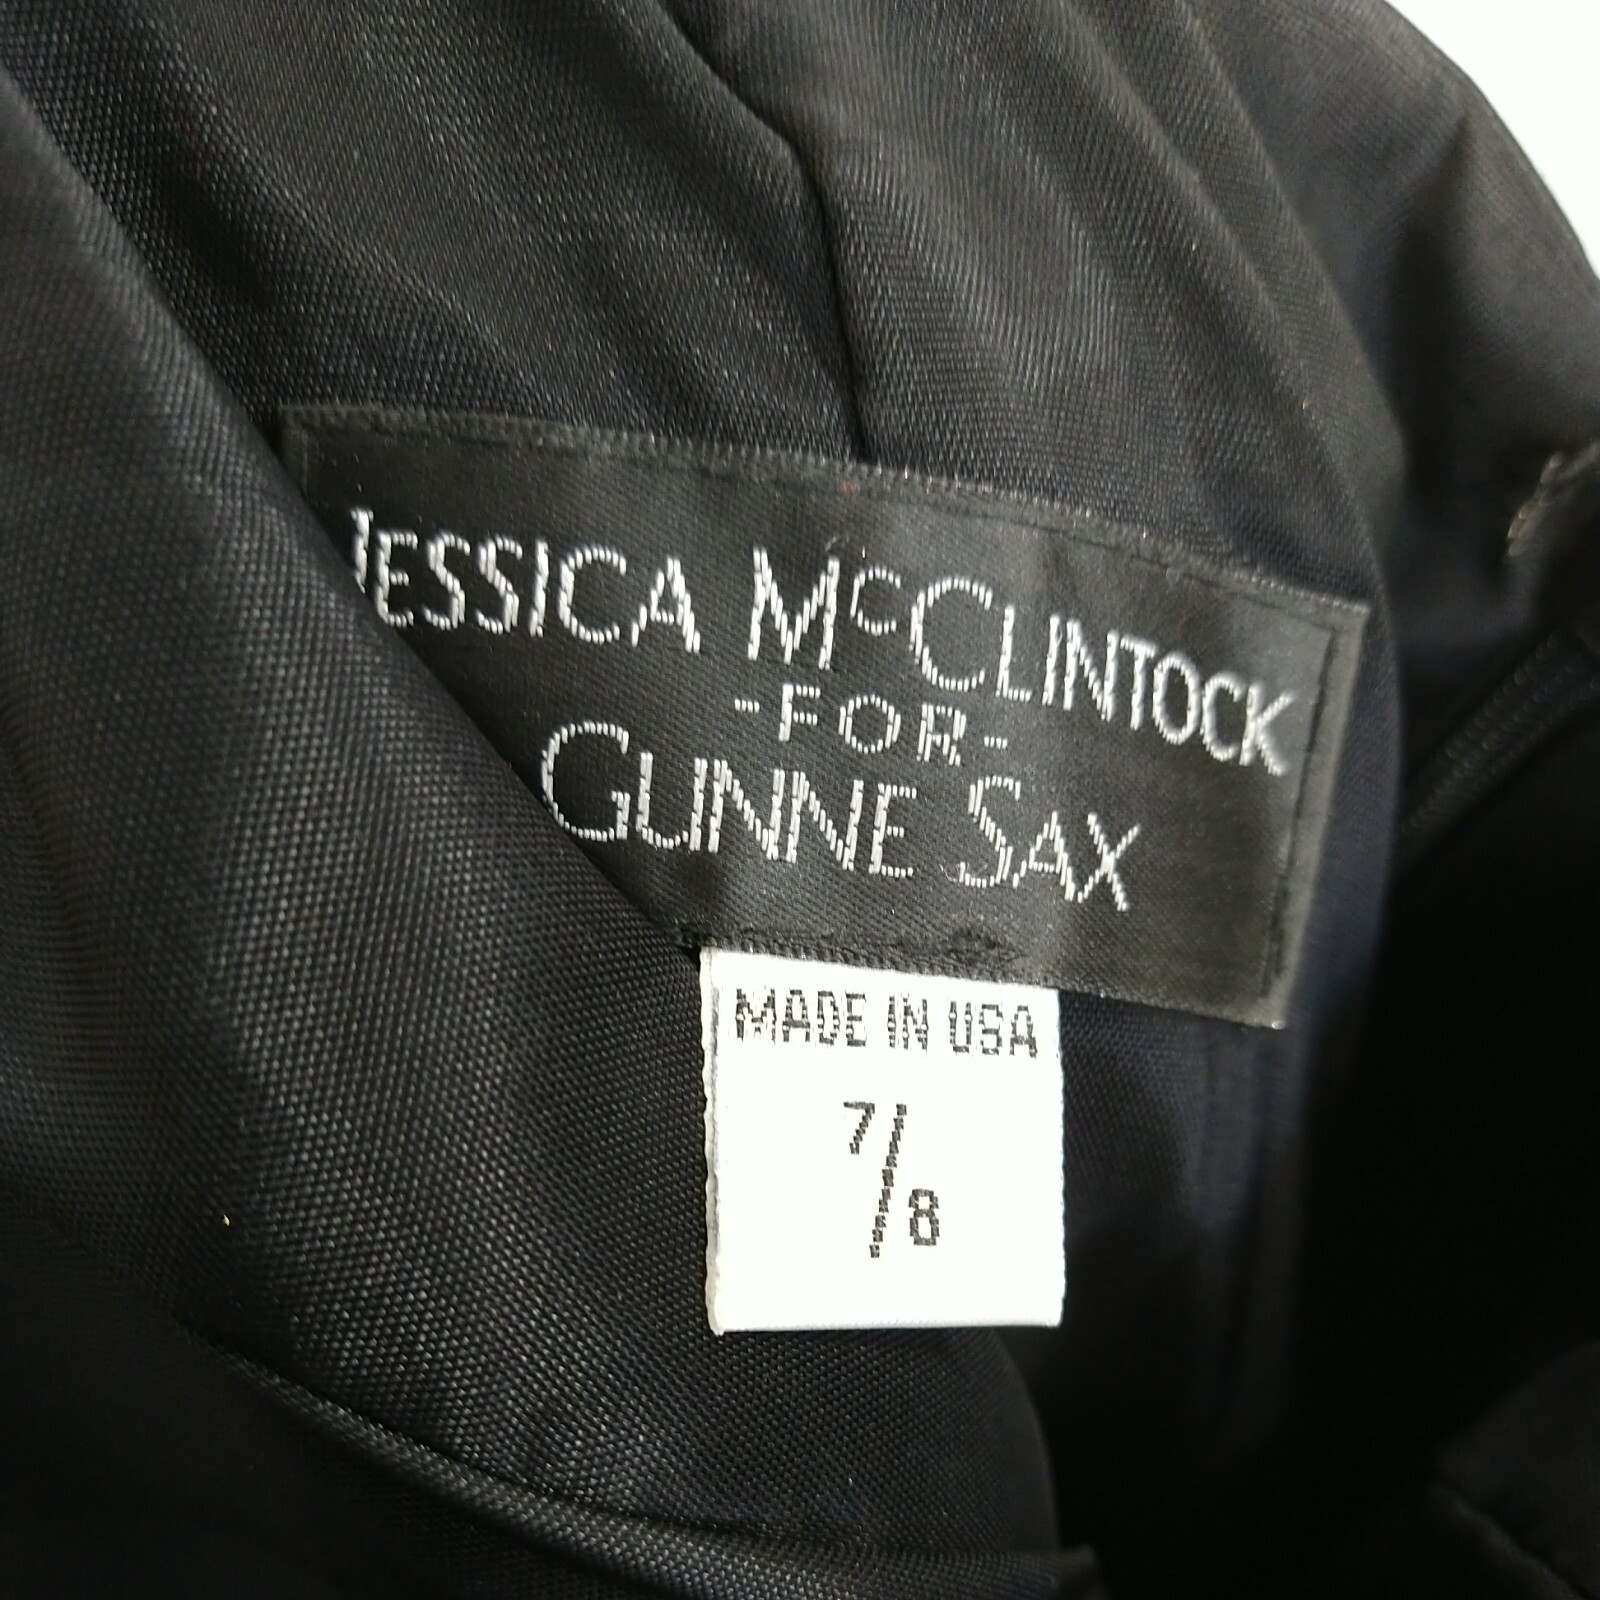 JESSICA McCLINTOCK
-FOR-
GUNNE SAX
MADE IN USA
7/8